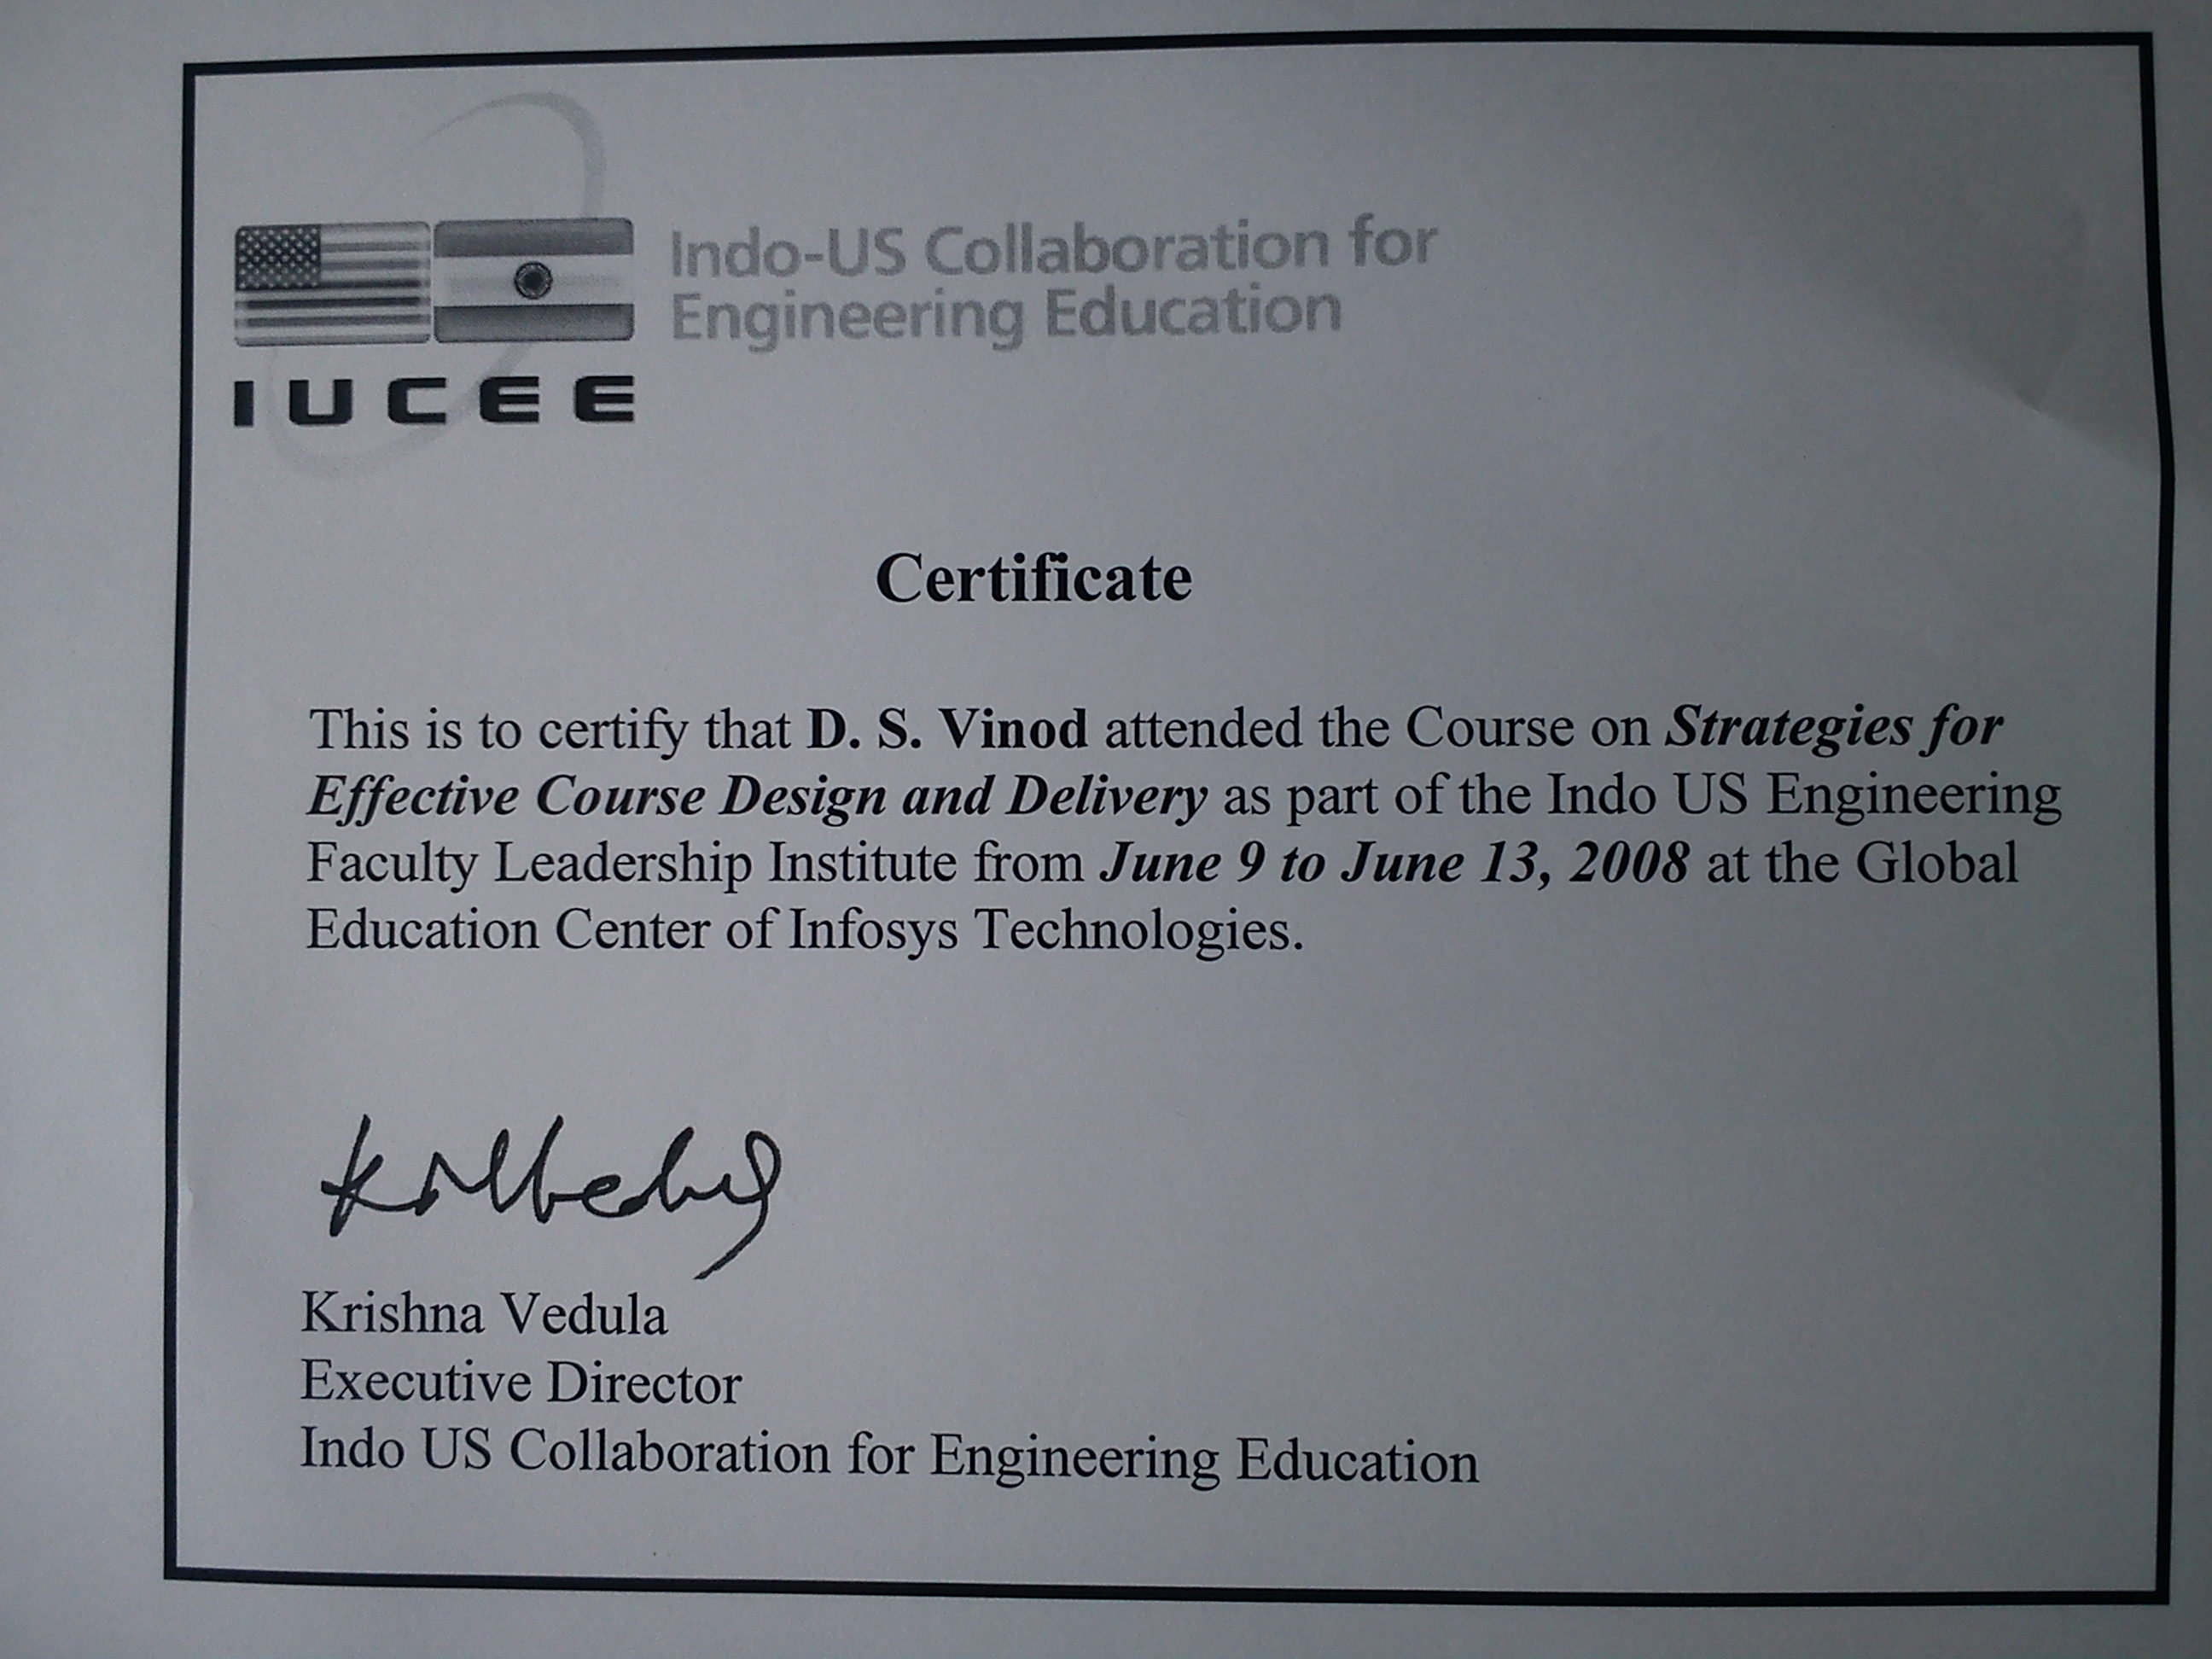 Indo-US Collaboration for
Engineering Education
IUCEE
Certificate
This is to certify that D. S. Vinod attended the Course on Strategies for
Effective Course Design and Delivery as part of the Indo US Engineering
Faculty Leadership Institute from June 9 to June 13, 2008 at the Global
Education Center of Infosys Technologies.
Krishna Vedula
Executive Director
Indo US Collaboration for Engineering Education